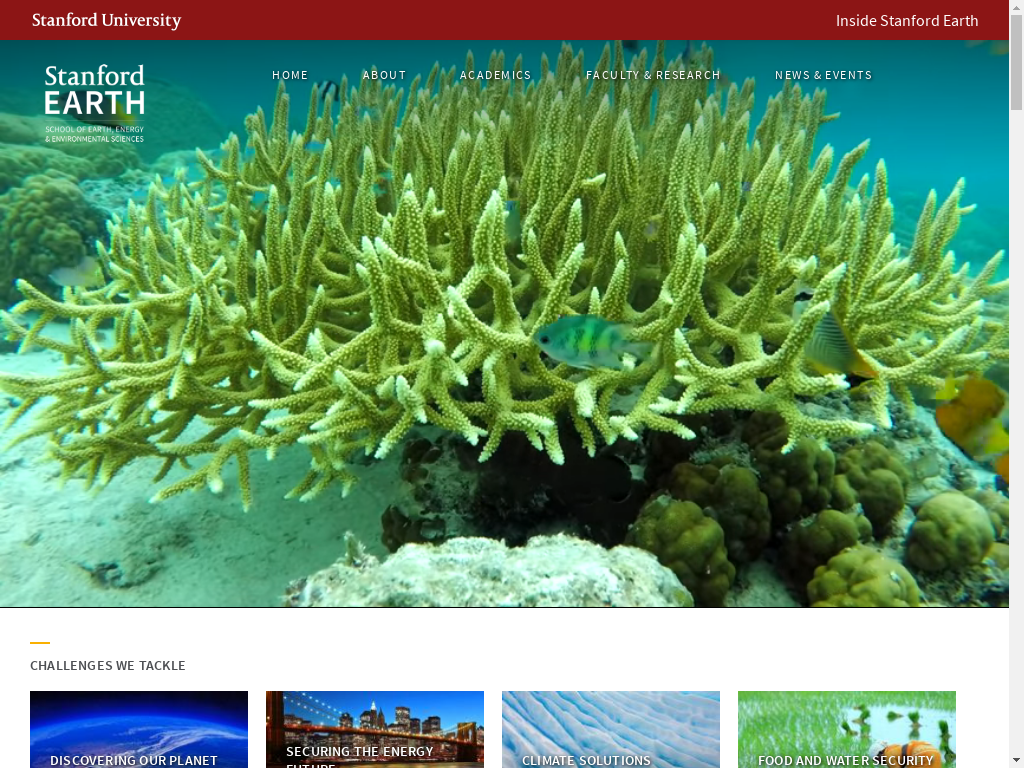 Stanford University
Inside Stanford Earth
Stanford
EARTH
SCHOOL OF EARTH, ENERGY
& ENVIRONMENTAL SCIENCES
HOME
ABOUT
ACADEMICS
FACULTY & RESEARCH
NEWS & EVENTS
CHALLENGES WE TACKLE
DISCOVERING OUR PLANET
SECURING THE ENERGY
FUTURE
CLIMATE SOLUTIONS
FOOD AND WATER SECURITY